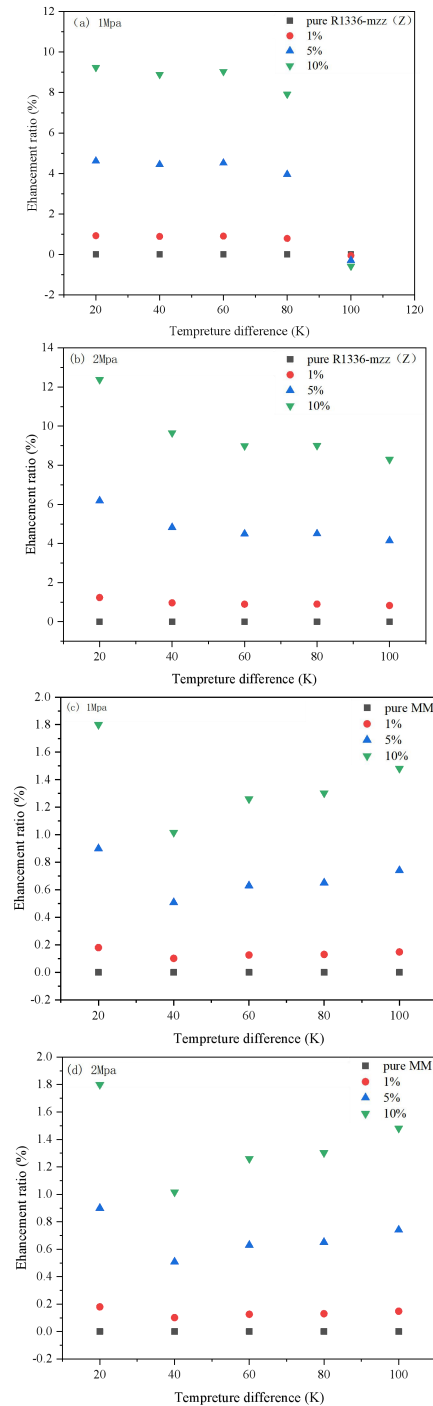 (a) 1Mpa
pure R1336-mzz（Z）
1%
5%
10%
12
10
8
6
4
2
0
-2
Ehancement ratio (%)
0 20 40 60 80 100 120
Tempreture difference (K)
(b) 2Mpa
pure R1336-mzz（Z）
1%
5%
10%
14
12
10
8
6
4
2
0
Ehancement ratio (%)
20 40 60 80 100
Tempreture difference (K)
(c) 1Mpa
pure MM
1%
5%
10%
2.0
1.8
1.6
1.4
1.2
1.0
0.8
0.6
0.4
0.2
0.0
-0.2
Ehancement ratio (%)
20 40 60 80 100
Tempreture difference (K)
(d) 2Mpa
pure MM
1%
5%
10%
2.0
1.8
1.6
1.4
1.2
1.0
0.8
0.6
0.4
0.2
0.0
-0.2
Ehancement ratio (%)
20 40 60 80 100
Tempreture difference (K)